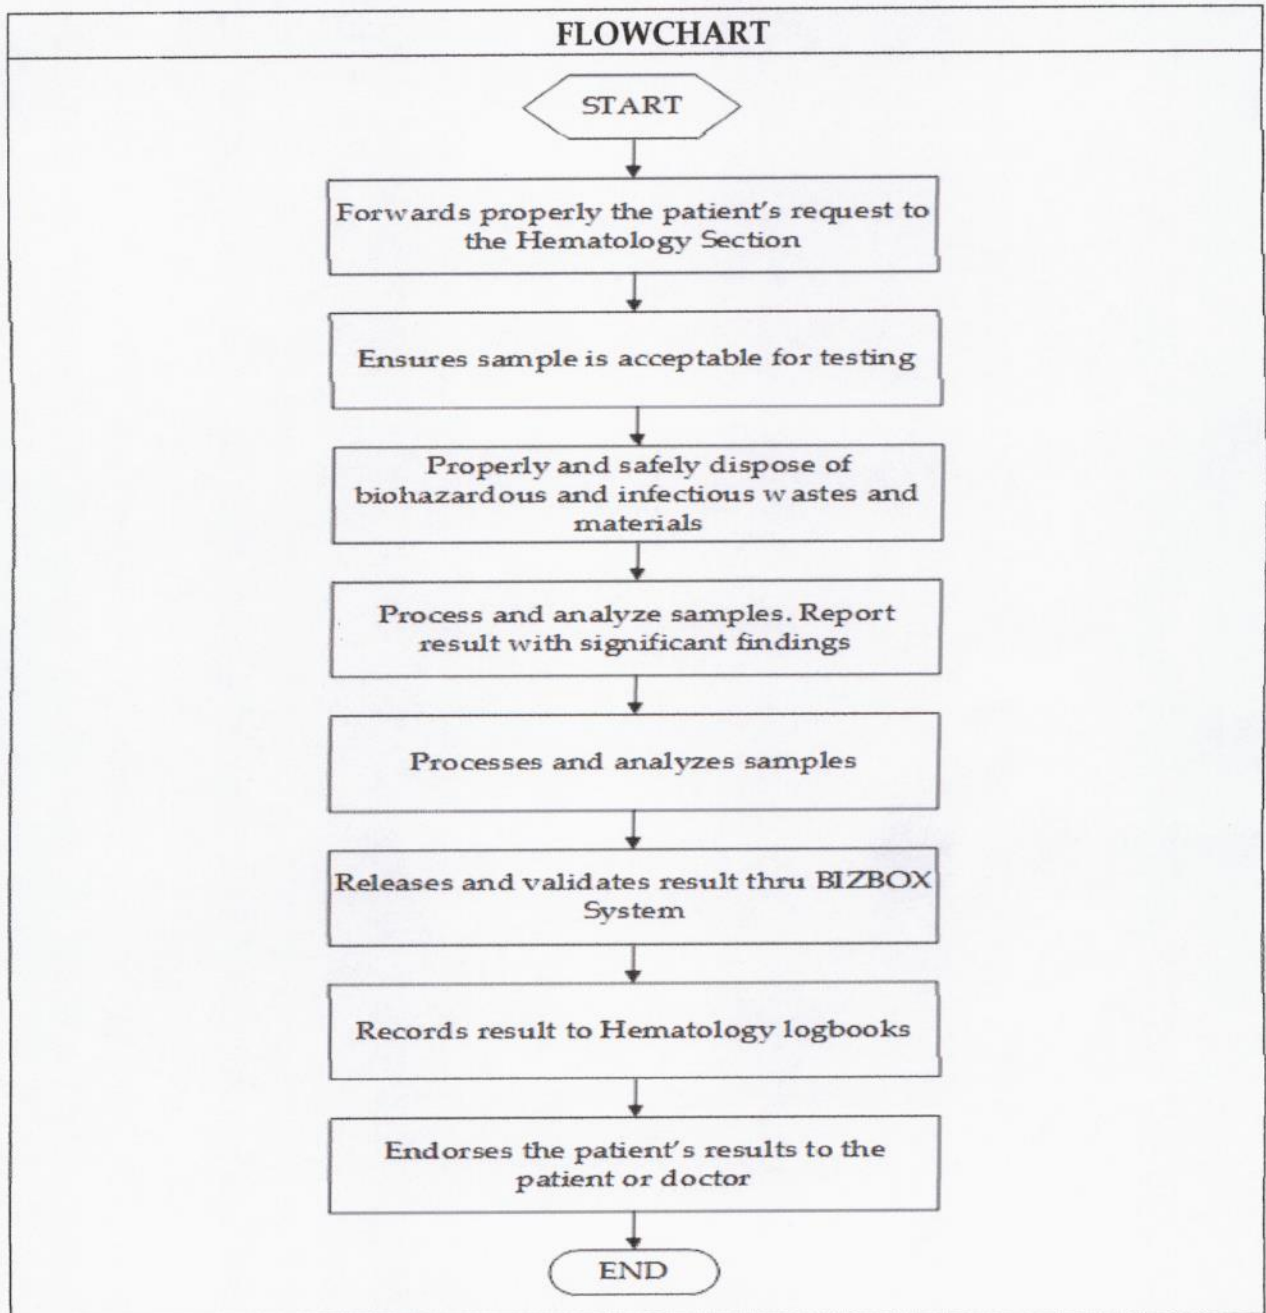 FLOWCHART
START
Forwards properly the patient's request to
the Hematology Section
Ensures sample is acceptable for testing
Properly and safely dispose of
biohazardous and infectious wastes and
materials
Process and analyze samples. Report
result with significant findings
Processes and analyzes samples
Releases and validates result thru BIZBOX
System
Records result to Hematology logbooks
Endorses the patient's results to the
patient or doctor
END